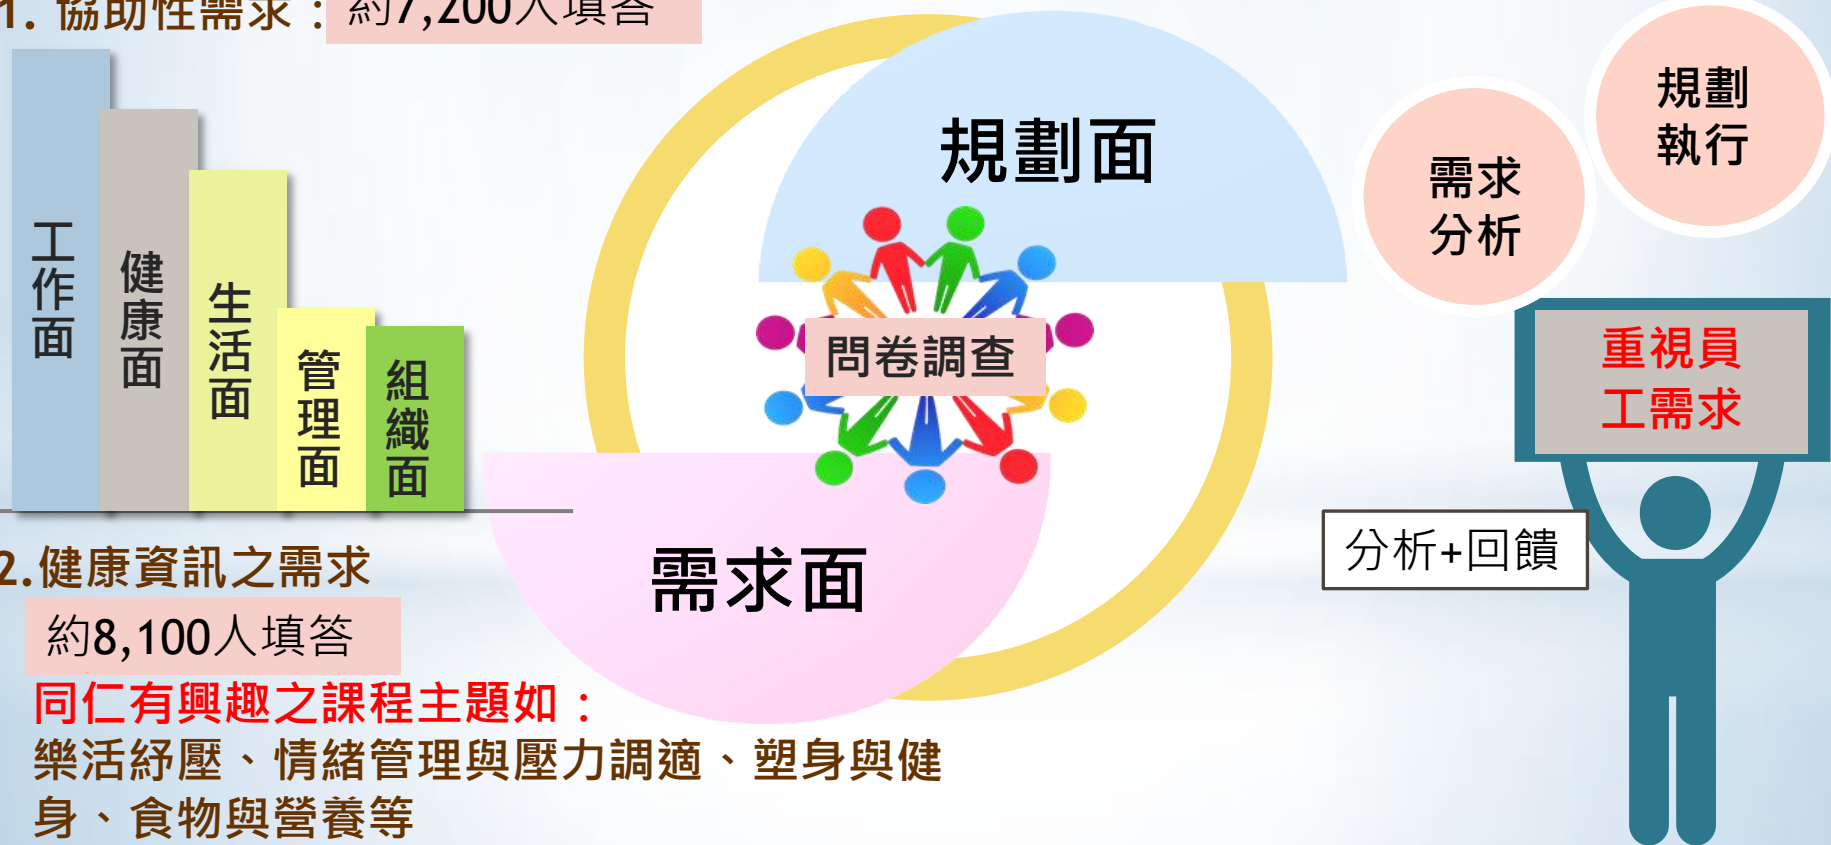 1. 協助性需求：
約7,200人填答
工作面
健康面
生活面
管理面
組織面
2.健康資訊之需求
約8,100人填答
同仁有興趣之課程主題如：
樂活紓壓、情緒管理與壓力調適、塑身與健
身、食物與營養等
規劃面
問卷調查
需求面
需求
分析
規劃
執行
重視員
工需求
分析+回饋